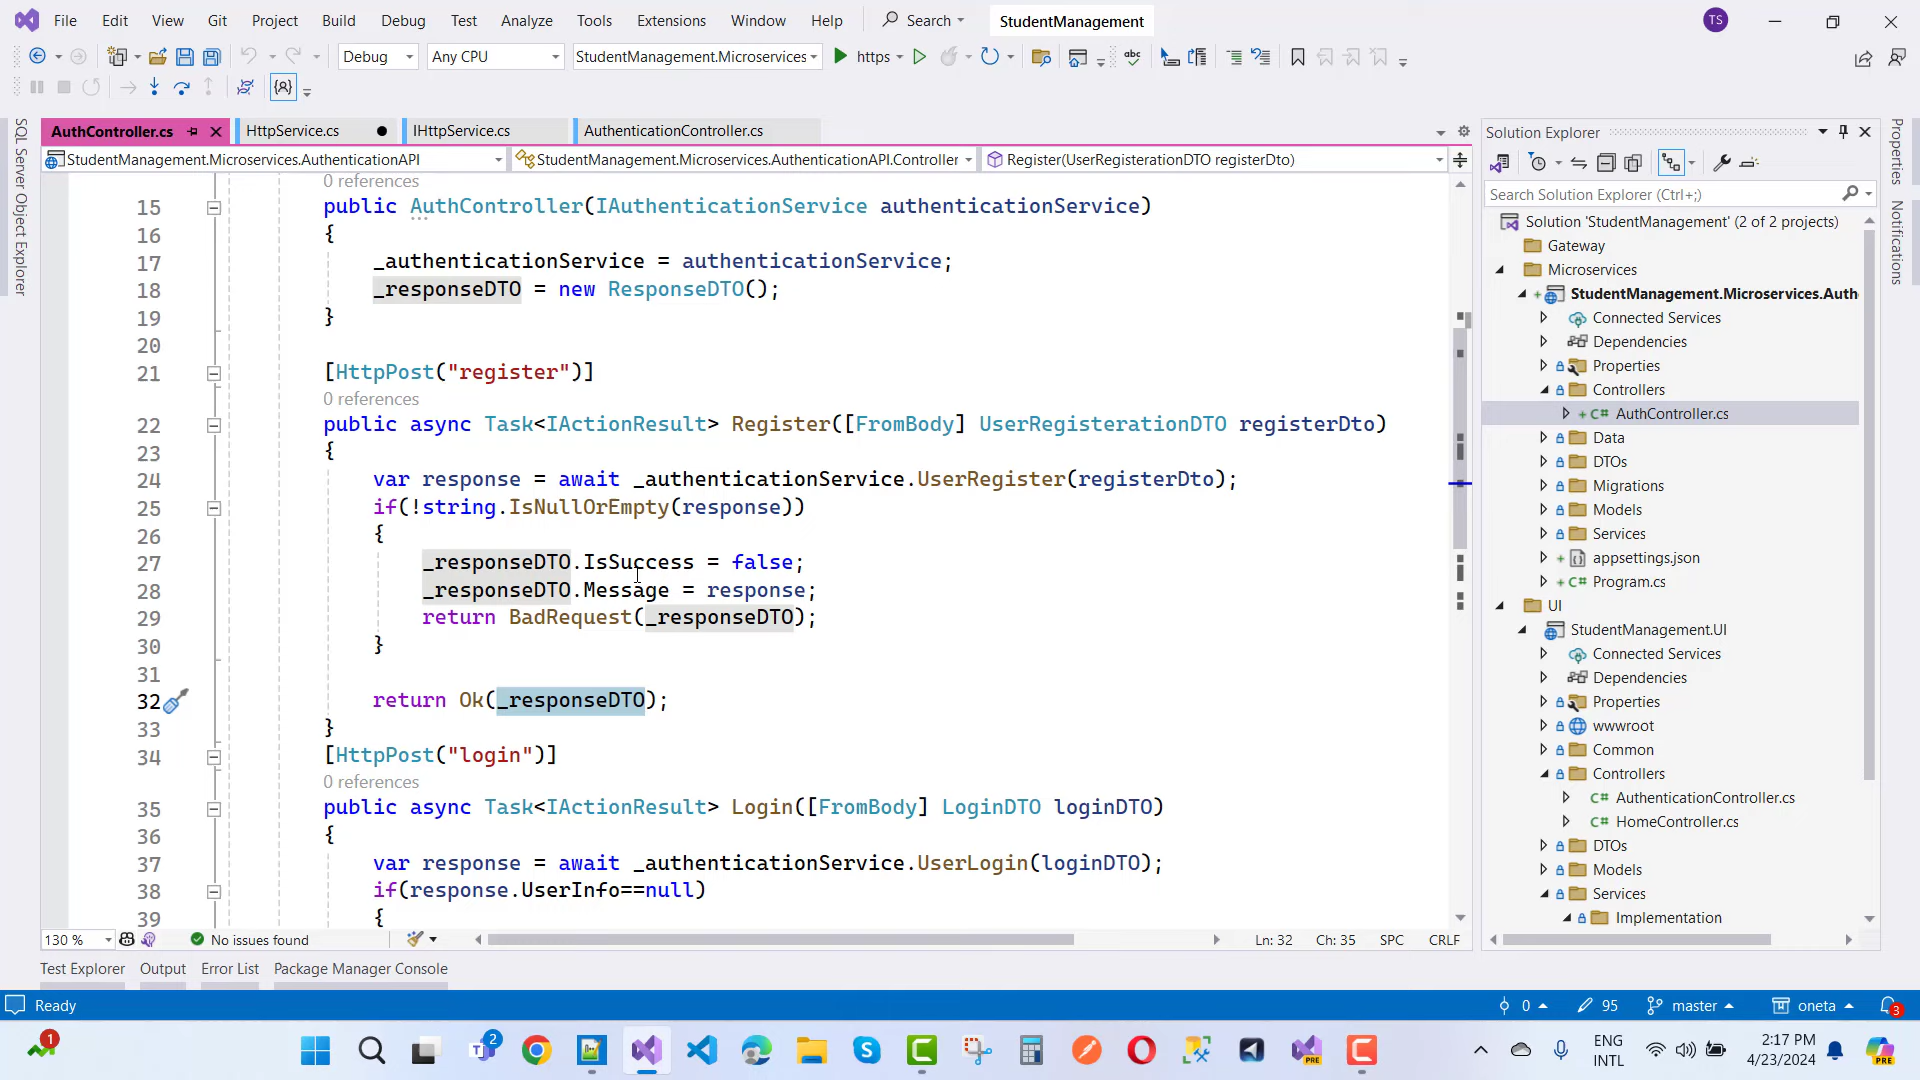 File Edit View Git Project Build Debug Test Analyze Tools Extensions Window Help Search StudentManagement TS
Debug Any CPU StudentManagement.Microservices https
AuthController.cs HttpService.cs IHttpService.cs AuthenticationController.cs
StudentManagement.Microservices.AuthenticationAPI StudentManagement.Microservices.AuthenticationAPI.Controller Register(UserRegisterationDTO registerDto)
0 references
15 public AuthController(IAuthenticationService authenticationService)
16 {
17 _authenticationService = authenticationService;
18 _responseDTO = new ResponseDTO();
19 }
20
21 [HttpPost("register")]
0 references
22 public async Task<IActionResult> Register([FromBody] UserRegisterationDTO registerDto)
23 {
24 var response = await _authenticationService.UserRegister(registerDto);
25 if(!string.IsNullOrEmpty(response))
26 {
27 _responseDTO.IsSuccess = false;
28 _responseDTO.Message = response;
29 return BadRequest(_responseDTO);
30 }
31
32 return Ok(_responseDTO);
33 }
34 [HttpPost("login")]
0 references
35 public async Task<IActionResult> Login([FromBody] LoginDTO loginDTO)
36 {
37 var response = await _authenticationService.UserLogin(loginDTO);
38 if(response.UserInfo==null)
39 {
130 % No issues found Ln: 32 Ch: 35 SPC CRLF
SQL Server Object Explorer
Solution Explorer
Search Solution Explorer (Ctrl+;)
Solution 'StudentManagement' (2 of 2 projects)
Gateway
Microservices
StudentManagement.Microservices.Auth
Connected Services
Dependencies
Properties
Controllers
AuthController.cs
Data
DTOs
Migrations
Models
Services
appsettings.json
Program.cs
UI
StudentManagement.UI
Connected Services
Dependencies
Properties
wwwroot
Common
Controllers
AuthenticationController.cs
HomeController.cs
DTOs
Models
Services
Implementation
Properties
Notifications
Test Explorer Output Error List Package Manager Console
Ready 0 95 master oneta 3
1 2 ENG INTL 2:17 PM 4/23/2024